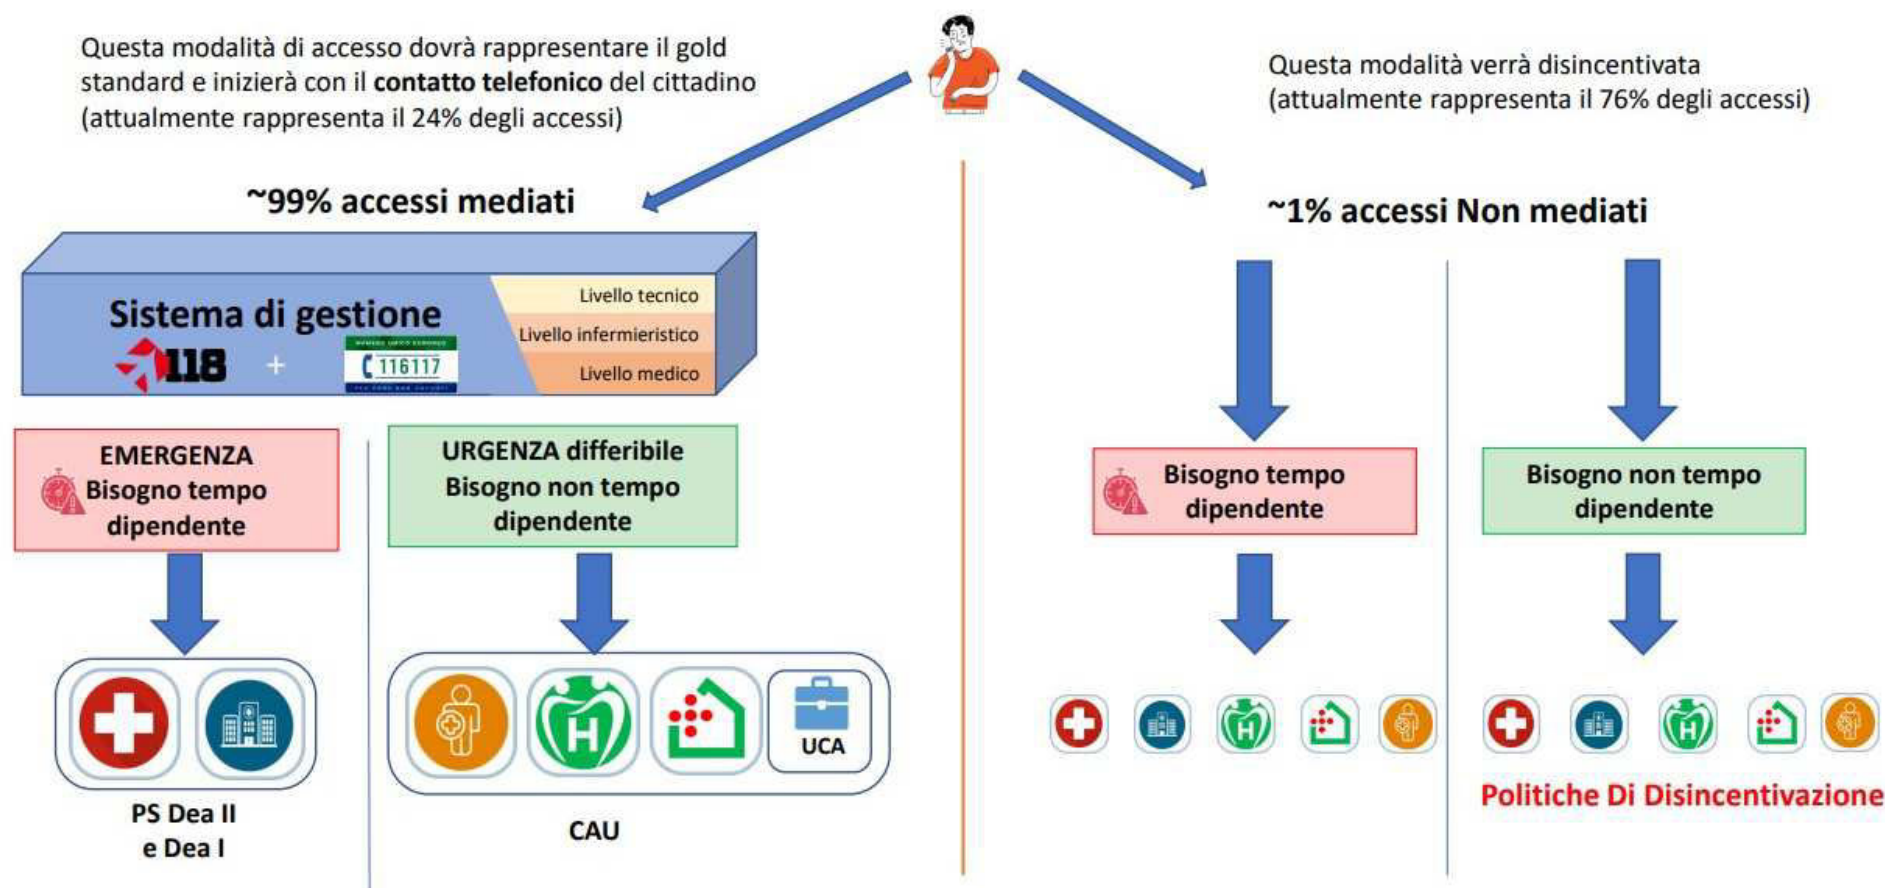 Questa modalità di accesso dovrà rappresentare il gold
standard e inizierà con il contatto telefonico del cittadino
(attualmente rappresenta il 24% degli accessi)
Questa modalità verrà disincentivata
(attualmente rappresenta il 76% degli accessi)
~99% accessi mediati
~1% accessi Non mediati
Sistema di gestione
118
+
NUMERO UNICO EUROPEO
116117
Livello tecnico
Livello infermieristico
Livello medico
EMERGENZA
Bisogno tempo
dipendente
URGENZA differibile
Bisogno non tempo
dipendente
Bisogno tempo
dipendente
Bisogno non tempo
dipendente
H
UCA
H
H
PS Dea II
e Dea I
CAU
Politiche Di Disincentivazione